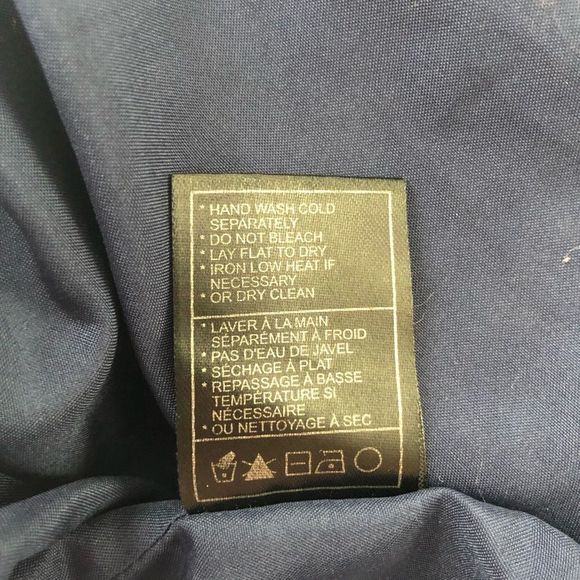 * HAND WASH COLD
SEPARATELY
* DO NOT BLEACH
* LAY FLAT TO DRY
* IRON LOW HEAT IF
NECESSARY
* OR DRY CLEAN
* LAVER À LA MAIN
SÉPARÉMENT À FROID
* PAS D'EAU DE JAVEL
* SÉCHAGE À PLAT
* REPASSAGE À BASSE
TEMPÉRATURE SI
NÉCESSAIRE
* OU NETTOYAGE À SEC